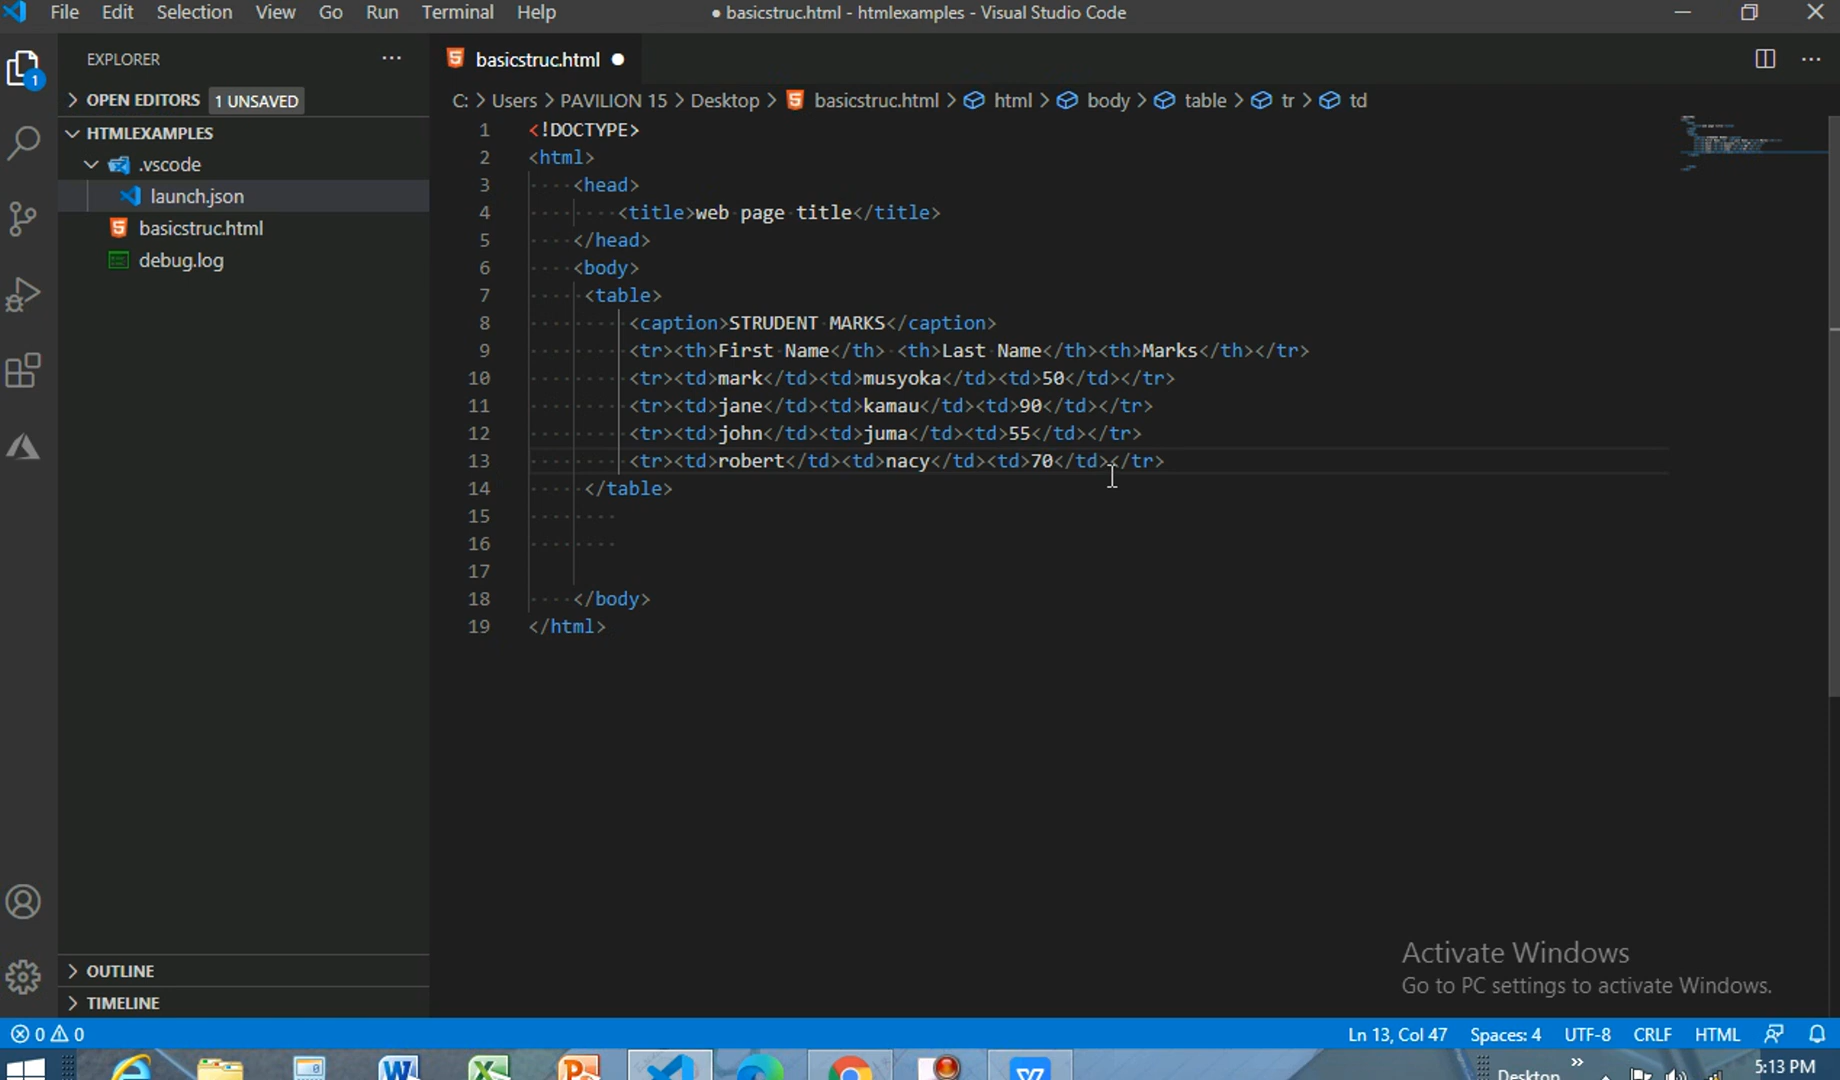 File Edit Selection View Go Run Terminal Help
● basicstruc.html - htmlexamples - Visual Studio Code
EXPLORER ···
basicstruc.html ●
OPEN EDITORS 1 UNSAVED
C: > Users > PAVILION 15 > Desktop > basicstruc.html > html > body > table > tr > td
HTMLEXAMPLES
.vscode
launch.json
basicstruc.html
debug.log
1
1 <!DOCTYPE>
2 <html>
3 <head>
4 <title>web page title</title>
5 </head>
6 <body>
7 <table>
8 <caption>STRUDENT MARKS</caption>
9 <tr><th>First Name</th> <th>Last Name</th><th>Marks</th></tr>
10 <tr><td>mark</td><td>musyoka</td><td>50</td></tr>
11 <tr><td>jane</td><td>kamau</td><td>90</td></tr>
12 <tr><td>john</td><td>juma</td><td>55</td></tr>
13 <tr><td>robert</td><td>nacy</td><td>70</td></tr>
14 </table>
15
16
17
18 </body>
19 </html>
Activate Windows
Go to PC settings to activate Windows.
OUTLINE
TIMELINE
0 0
Ln 13, Col 47 Spaces: 4 UTF-8 CRLF HTML
Desktop » 5:13 PM